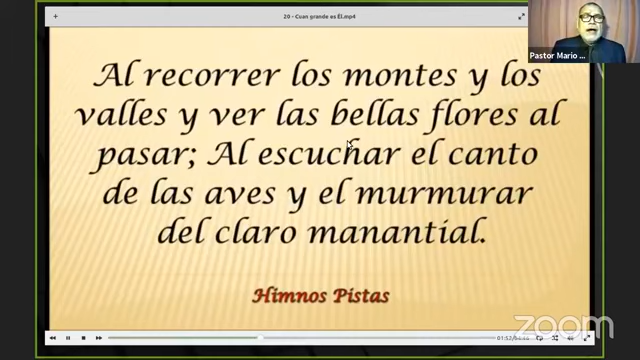 20 - Cuan grande es Él.mp4
Pastor Mario ...
Al recorrer los montes y los
valles y ver las bellas flores al
pasar; Al escuchar el canto
de las aves y el murmurar
del claro manantial.
Himnos Pistas
zoom